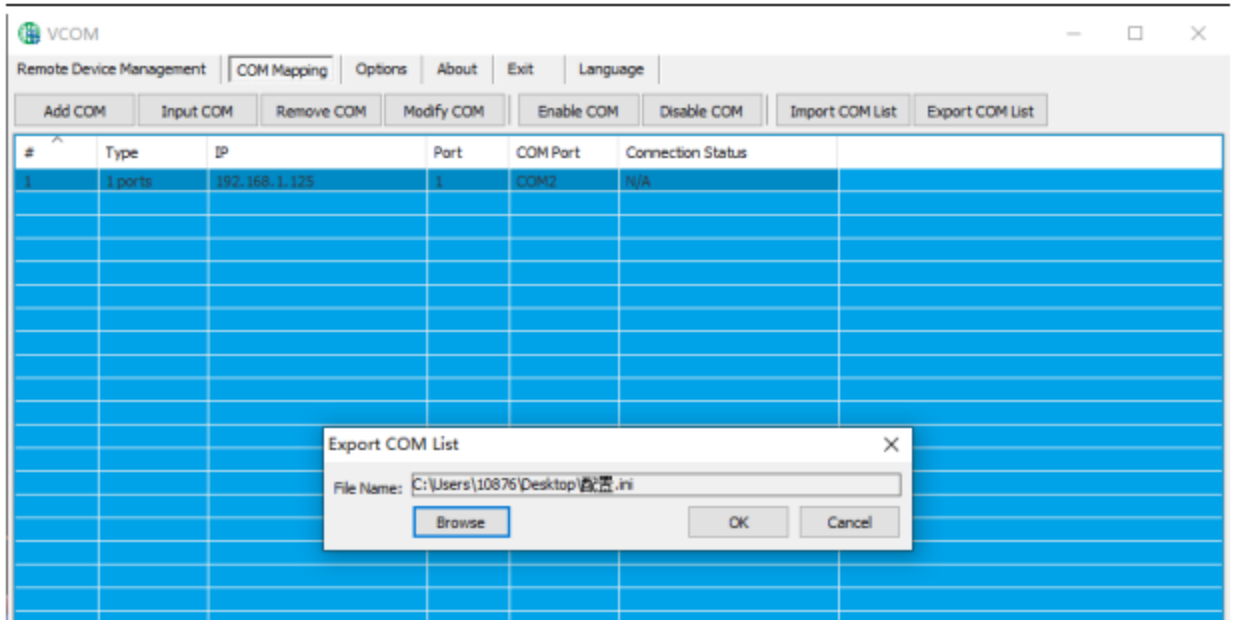 VCOM
Remote Device Management COM Mapping Options About Exit Language
Add COM Input COM Remove COM Modify COM Enable COM Disable COM Import COM List Export COM List
# Type IP Port COM Port Connection Status
1 1 ports 192.168.1.125 1 COM2 N/A
Export COM List
File Name: C:\Users\10876\Desktop\配置.ini
Browse OK Cancel